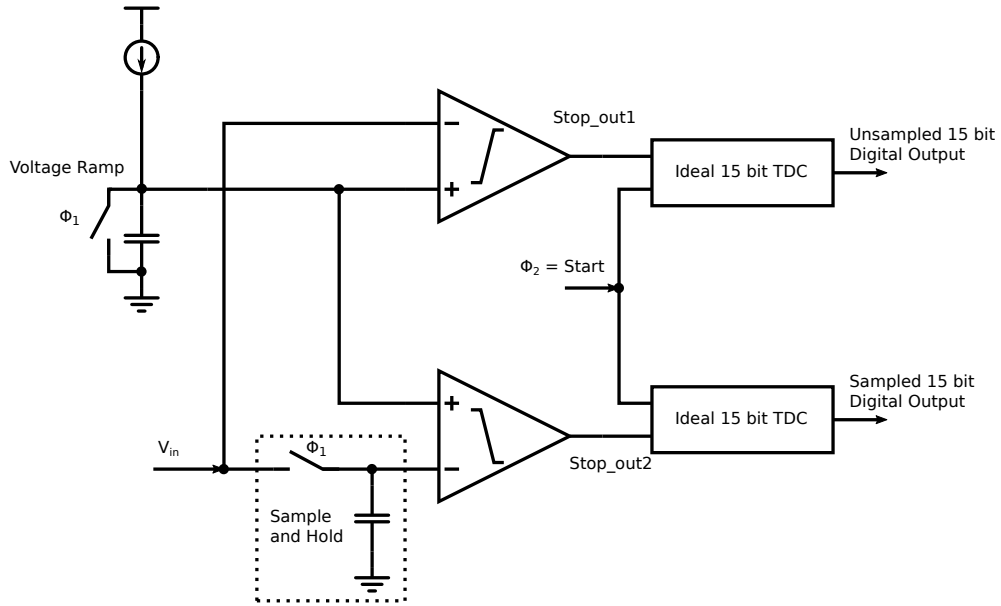 Stop_out1
Unsampled 15 bit
Digital Output
Voltage Ramp
Ideal 15 bit TDC
Φ1
Φ2 = Start
Sampled 15 bit
Digital Output
Ideal 15 bit TDC
Vin
Φ1
Stop_out2
Sample
and Hold